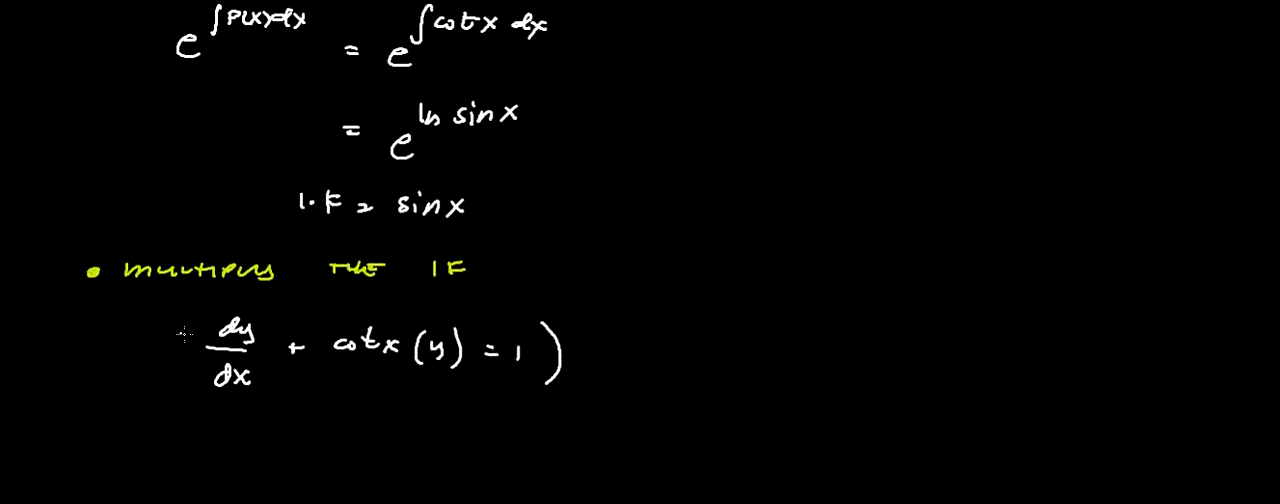 e^∫P(x)dx = e^∫cot x dx
= e^ln sin x
I.F = sin x
• MULTIPLY THE IF
dy/dx + cot x (y) = 1 )